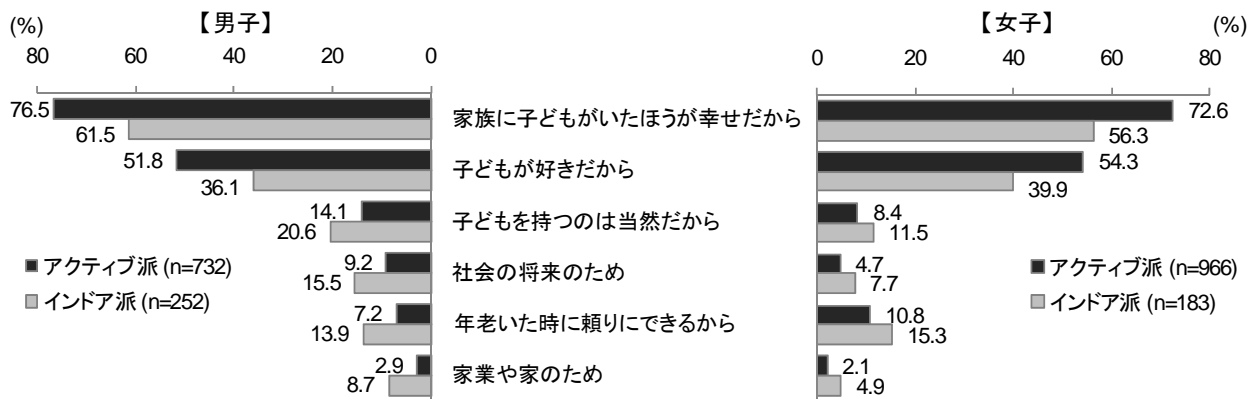 【男子】
【女子】
(%)
(%)
80 60 40 20 0
0 20 40 60 80
76.5 家族に子どもがいたほうが幸せだから 72.6
61.5 56.3
51.8 子どもが好きだから 54.3
36.1 39.9
14.1 子どもを持つのは当然だから 8.4
20.6 11.5
9.2 社会の将来のため 4.7
15.5 7.7
7.2 年老いた時に頼りにできるから 10.8
13.9 15.3
2.9 家業や家のため 2.1
8.7 4.9
アクティブ派 (n=732)
インドア派 (n=252)
アクティブ派 (n=966)
インドア派 (n=183)